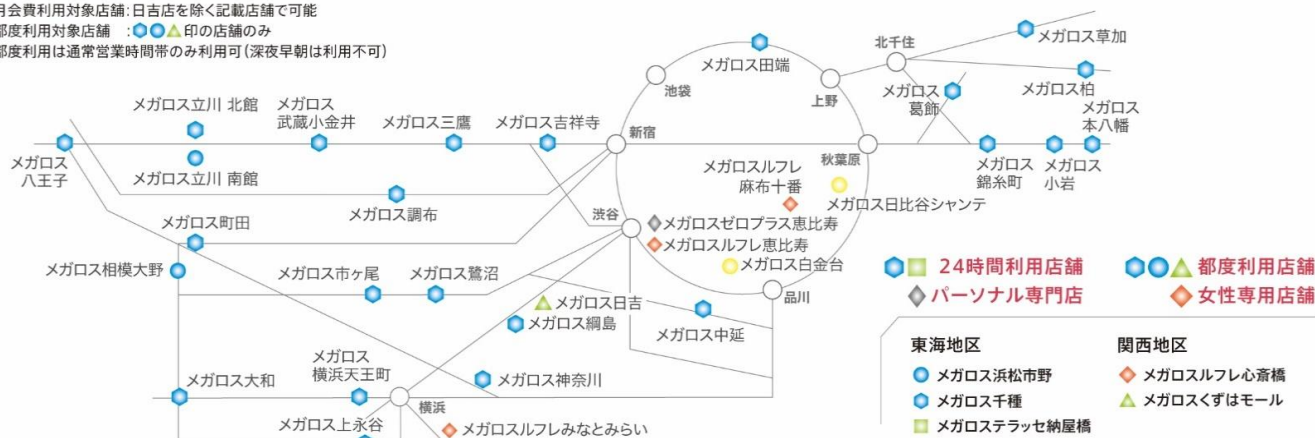 月会費利用対象店舗：日吉店を除く記載店舗で可能
都度利用対象店舗　：印の店舗のみ
都度利用は通常営業時間帯のみ利用可（深夜早朝は利用不可）
北千住
メガロス草加
メガロス田端
池袋
上野
メガロス
葛飾
メガロス柏
メガロス
本八幡
メガロス立川 北館
メガロス
武蔵小金井
メガロス三鷹
メガロス吉祥寺
新宿
秋葉原
メガロス
八王子
メガロス立川 南館
メガロス
錦糸町
メガロス
小岩
メガロスルフレ
麻布十番
メガロス日比谷シャンテ
メガロス調布
メガロス町田
渋谷
メガロスゼロプラス恵比寿
メガロスルフレ恵比寿
メガロス白金台
メガロス相模大野
メガロス市ヶ尾
メガロス鷺沼
品川
メガロス日吉
メガロス綱島
メガロス中延
メガロス大和
メガロス
横浜天王町
メガロス神奈川
横浜
メガロス上永谷
メガロスルフレみなとみらい
24時間利用店舗
都度利用店舗
パーソナル専門店
女性専用店舗
東海地区
メガロス浜松市野
メガロス千種
メガロステラッセ納屋橋
関西地区
メガロスルフレ心斎橋
メガロスくずはモール